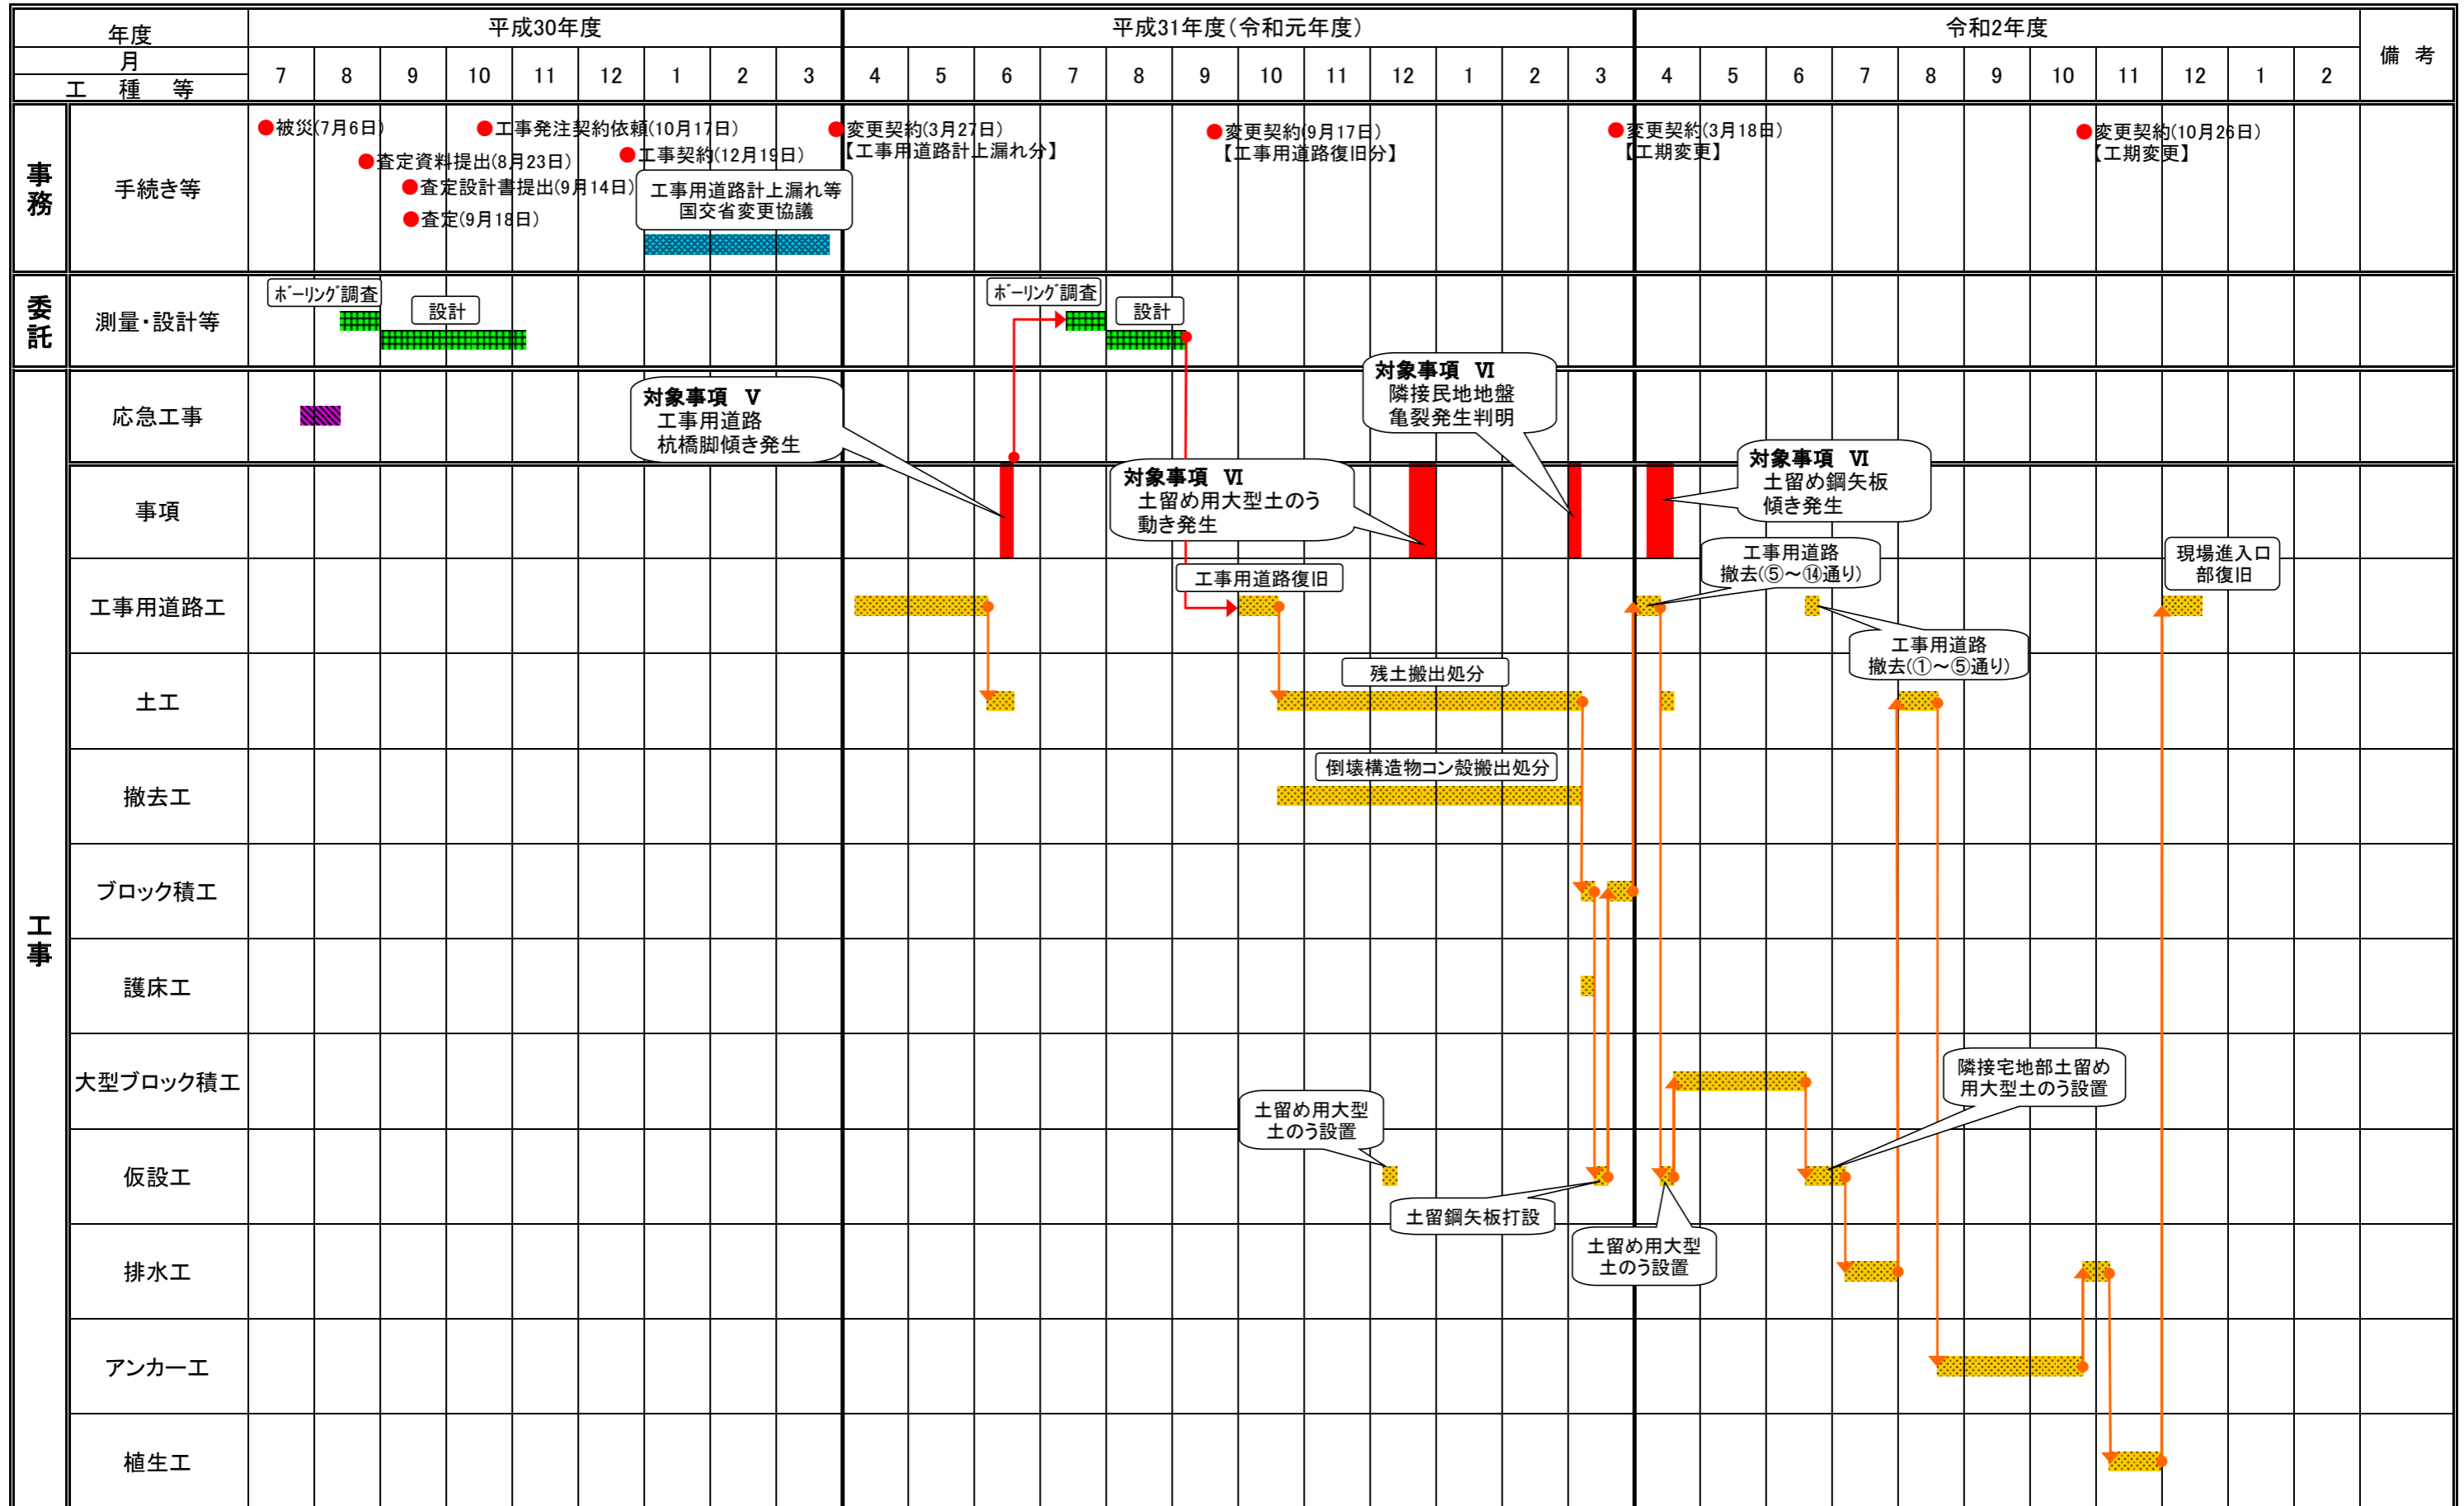 年度
平成30年度
平成31年度(令和元年度)
令和2年度
備 考
月
工 種 等
7 8 9 10 11 12 1 2 3 4 5 6 7 8 9 10 11 12 1 2 3 4 5 6 7 8 9 10 11 12 1 2
事務
手続き等
●被災(7月6日)
●工事発注契約依頼(10月17日)
●変更契約(3月27日)
【工事用道路計上漏れ分】
●変更契約(9月17日)
【工事用道路復旧分】
●変更契約(3月18日)
【工期変更】
●変更契約(10月26日)
【工期変更】
●査定資料提出(8月23日)
●工事契約(12月19日)
●査定設計書提出(9月14日)
●査定(9月18日)
工事用道路計上漏れ等
国交省変更協議
委託
測量・設計等
ボーリング調査
設計
ボーリング調査
設計
工事
応急工事
対象事項 Ⅴ
工事用道路
杭橋脚傾き発生
対象事項 Ⅵ
隣接民地地盤
亀裂発生判明
事項
対象事項 Ⅵ
土留め用大型土のう
動き発生
対象事項 Ⅵ
土留め鋼矢板
傾き発生
工事用道路工
工事用道路復旧
工事用道路
撤去(⑤~⑭通り)
現場進入口
部復旧
工事用道路
撤去(①~⑤通り)
土工
残土搬出処分
撤去工
倒壊構造物コン殻搬出処分
ブロック積工
護床工
大型ブロック積工
隣接宅地部土留め
用大型土のう設置
土留め用大型
土のう設置
仮設工
土留鋼矢板打設
土留め用大型
土のう設置
排水工
アンカー工
植生工